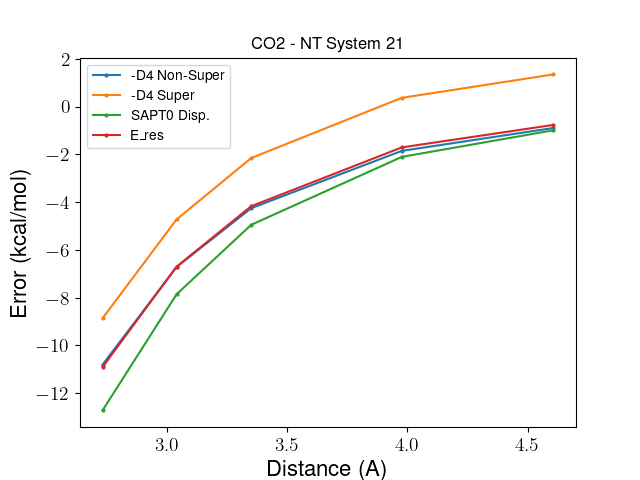 CO2 - NT System 21
2
0
−2
−4
−6
−8
−10
−12
Error (kcal/mol)
-D4 Non-Super
-D4 Super
SAPT0 Disp.
E_res
3.0 3.5 4.0 4.5
Distance (A)